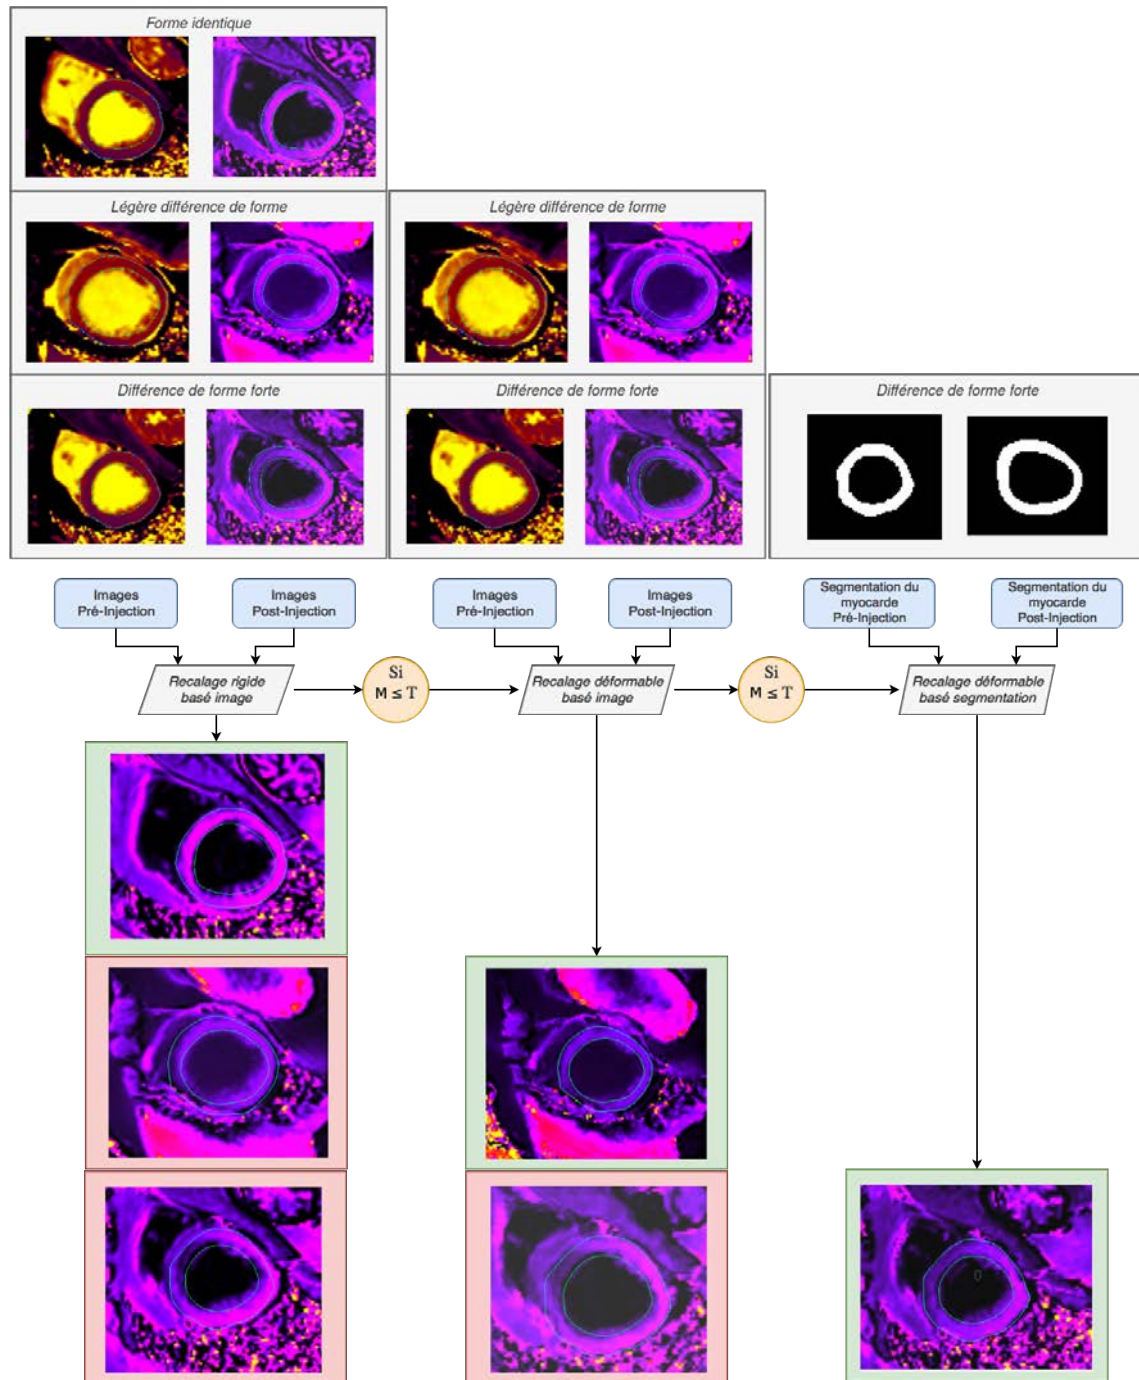 Forme identique
Légère différence de forme
Légère différence de forme
Différence de forme forte
Différence de forme forte
Différence de forme forte
Images
Pré-Injection
Images
Post-Injection
Images
Pré-Injection
Images
Post-Injection
Segmentation du
myocarde
Pré-Injection
Segmentation du
myocarde
Post-Injection
Recalage rigide
basé image
Si
M ≤ T
Recalage déformable
basé image
Si
M ≤ T
Recalage déformable
basé segmentation